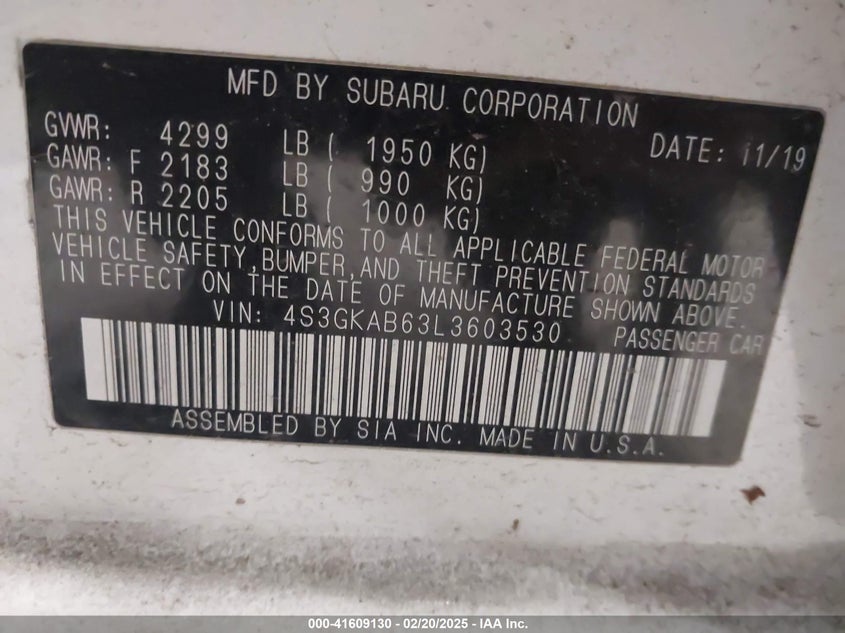 MFD BY SUBARU CORPORATION
GVWR: 4299 LB ( 1950 KG) DATE: 11/19
GAWR: F 2183 LB ( 990 KG)
GAWR: R 2205 LB ( 1000 KG)
THIS VEHICLE CONFORMS TO ALL APPLICABLE FEDERAL MOTOR
VEHICLE SAFETY, BUMPER, AND THEFT PREVENTION STANDARDS
IN EFFECT ON THE DATE OF MANUFACTURE SHOWN ABOVE.
VIN: 4S3GKAB63L3603530 PASSENGER CAR
ASSEMBLED BY SIA INC. MADE IN U.S.A.
000-41609130 - 02/20/2025 - IAA Inc.